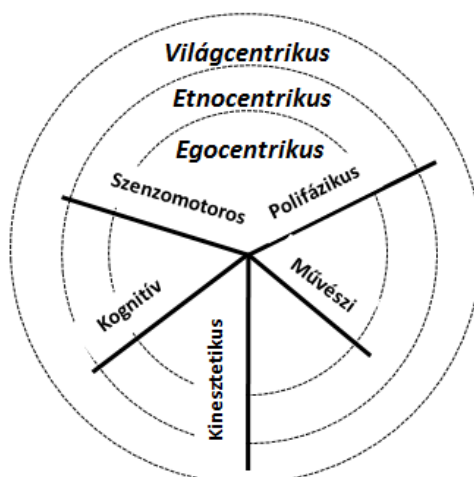 Világcentrikus
Etnocentrikus
Egocentrikus
Szenzomotoros
Polifázikus
Kognitív
Művészi
Kinesztetikus